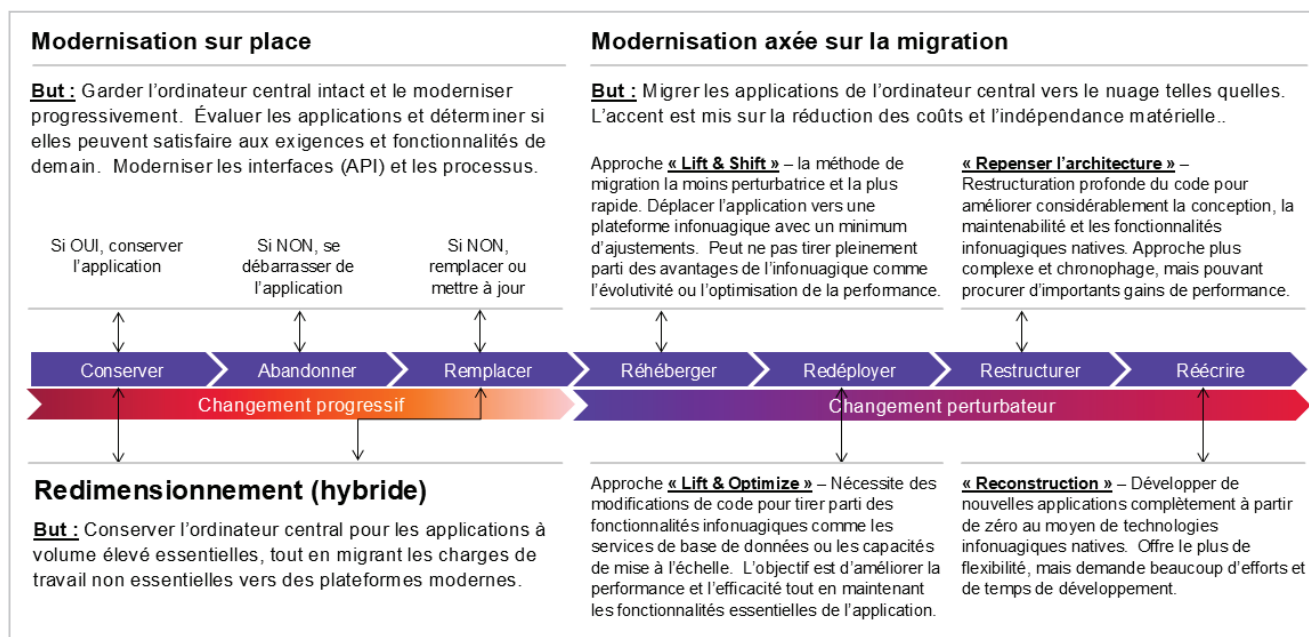 Modernisation sur place
But : Garder l’ordinateur central intact et le moderniser
progressivement.  Évaluer les applications et déterminer si
elles peuvent satisfaire aux exigences et fonctionnalités de
demain.  Moderniser les interfaces (API) et les processus.
Si OUI, conserver
l’application
Si NON, se
débarrasser de
l’application
Si NON,
remplacer ou
mettre à jour
Modernisation axée sur la migration
But : Migrer les applications de l’ordinateur central vers le nuage telles quelles.
L’accent est mis sur la réduction des coûts et l’indépendance matérielle..
Approche « Lift & Shift » – la méthode de
migration la moins perturbatrice et la plus
rapide. Déplacer l’application vers une
plateforme infonuagique avec un minimum
d’ajustements.  Peut ne pas tirer pleinement
parti des avantages de l’infonuagique comme
l’évolutivité ou l’optimisation de la performance.
« Repenser l’architecture » –
Restructuration profonde du code pour
améliorer considérablement la conception, la
maintenabilité et les fonctionnalités
infonuagiques natives. Approche plus
complexe et chronophage, mais pouvant
procurer d’importants gains de performance.
Conserver
Abandonner
Remplacer
Réhéberger
Redéployer
Restructurer
Réécrire
Changement progressif
Changement perturbateur
Redimensionnement (hybride)
But : Conserver l’ordinateur central pour les applications à
volume élevé essentielles, tout en migrant les charges de
travail non essentielles vers des plateformes modernes.
Approche « Lift & Optimize » – Nécessite des
modifications de code pour tirer parti des
fonctionnalités infonuagiques comme les
services de base de données ou les capacités
de mise à l’échelle.  L’objectif est d’améliorer la
performance et l’efficacité tout en maintenant
les fonctionnalités essentielles de l’application.
« Reconstruction » – Développer de
nouvelles applications complètement à partir
de zéro au moyen de technologies
infonuagiques natives.  Offre le plus de
flexibilité, mais demande beaucoup d’efforts et
de temps de développement.